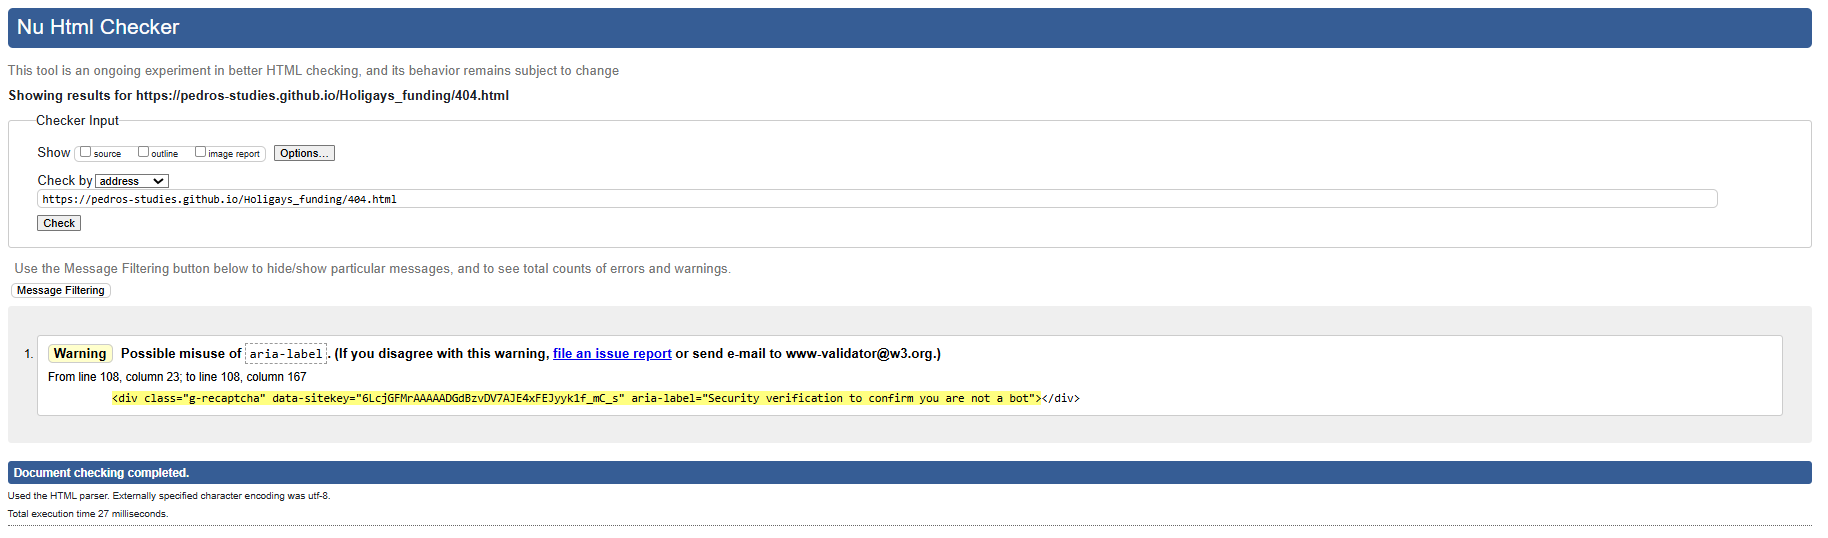 Nu Html Checker
This tool is an ongoing experiment in better HTML checking, and its behavior remains subject to change
Showing results for https://pedros-studies.github.io/Holigays_funding/404.html
Checker Input
Show source outline image report Options...
Check by address
https://pedros-studies.github.io/Holigays_funding/404.html
Check
Use the Message Filtering button below to hide/show particular messages, and to see total counts of errors and warnings.
Message Filtering
1. Warning Possible misuse of aria-label. (If you disagree with this warning, file an issue report or send e-mail to www-validator@w3.org.)
From line 108, column 23; to line 108, column 167
<div class="g-recaptcha" data-sitekey="6LcjGFMrAAAAADGdBzvDV7AJE4xFEJyyk1f_mC_s" aria-label="Security verification to confirm you are not a bot"></div>
Document checking completed.
Used the HTML parser. Externally specified character encoding was utf-8.
Total execution time 27 milliseconds.